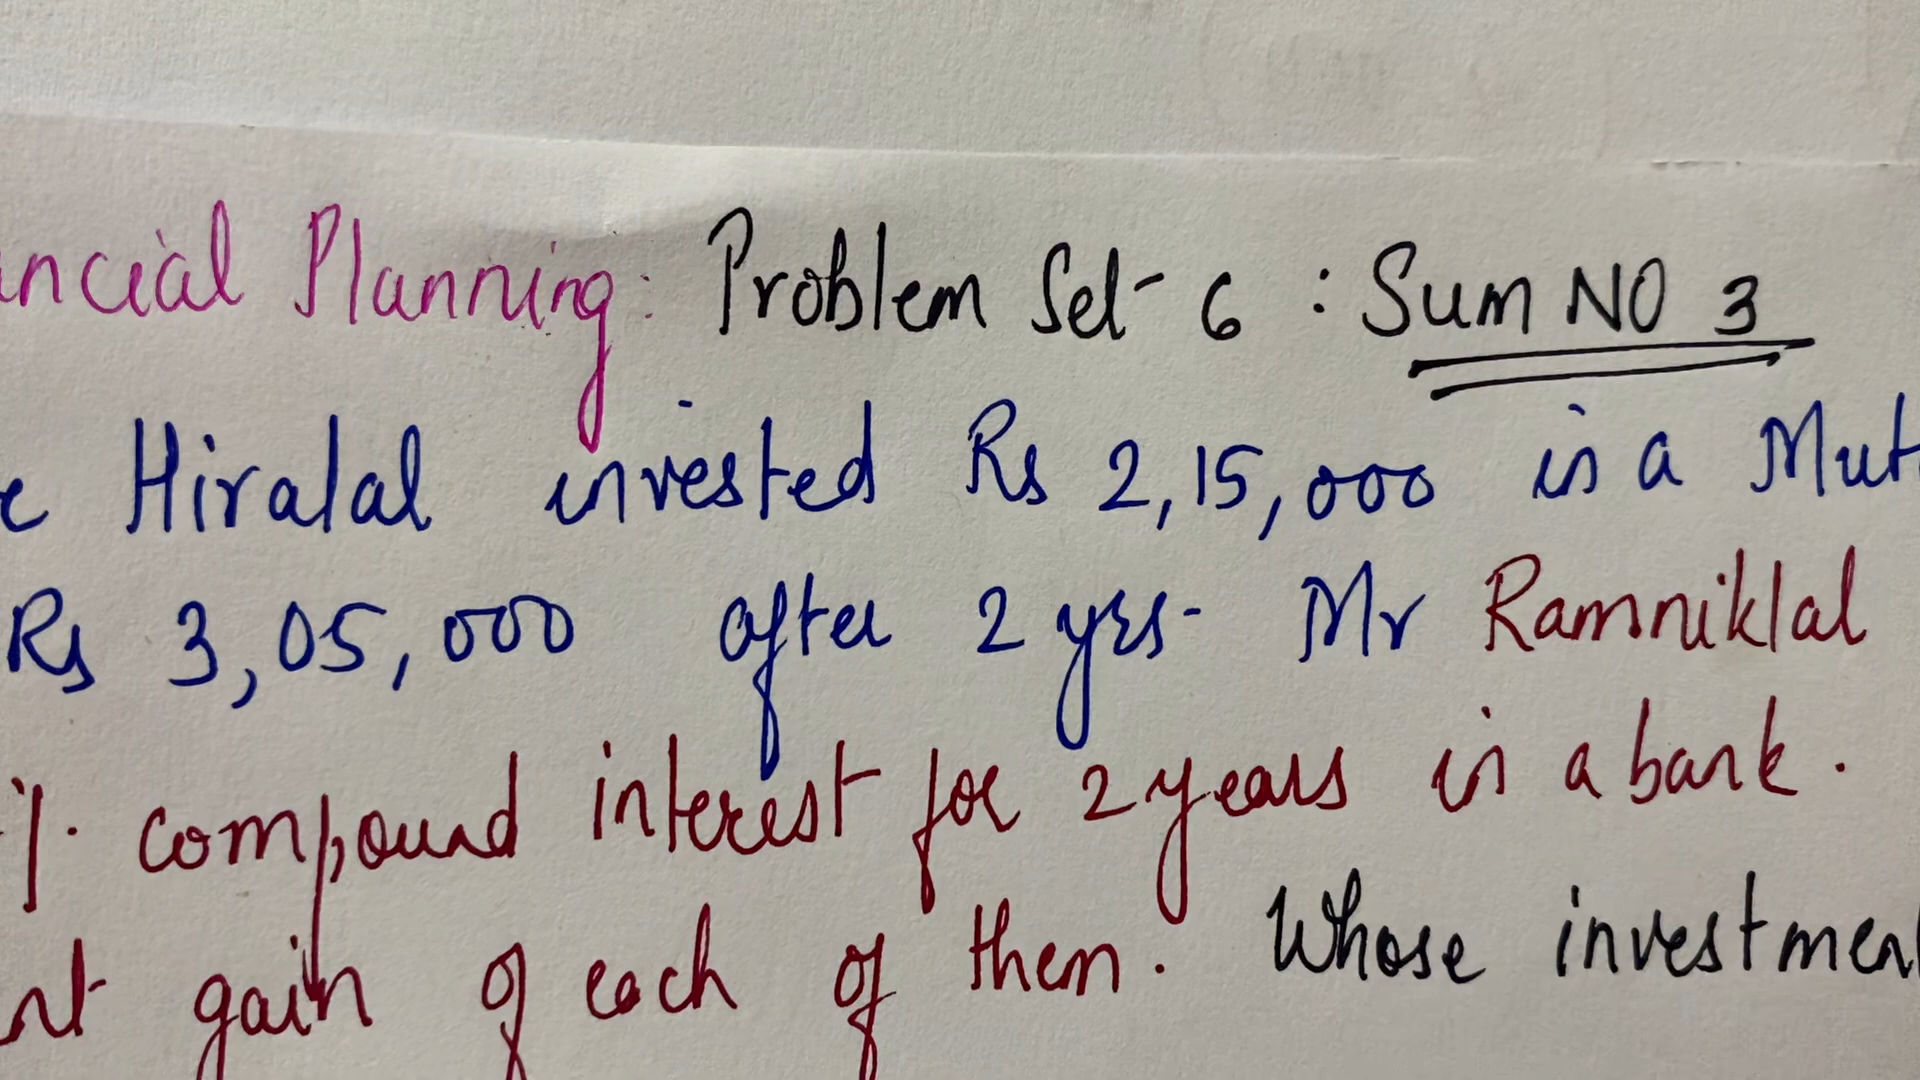 ncial Planning: Problem Set- 6 : Sum NO 3
e Hiralal invested Rs 2,15,000 in a Mut
Rs 3,05,000 after 2 yrs- Mr Ramniklal
%. compound interest for 2 years in a bank.
nt gain of each of them. Whose investmen